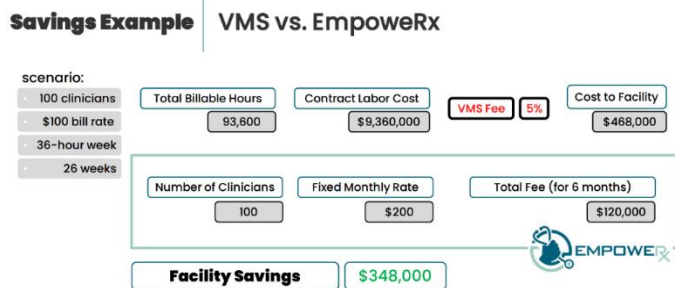 Savings Example VMS vs. EmpoweRx
scenario:
100 clinicians
$100 bill rate
36-hour week
26 weeks
Total Billable Hours Contract Labor Cost VMS Fee 5% Cost to Facility
93,600 $9,360,000 $468,000
Number of Clinicians Fixed Monthly Rate Total Fee (for 6 months)
100 $200 $120,000
EMPOWERx
Facility Savings $348,000